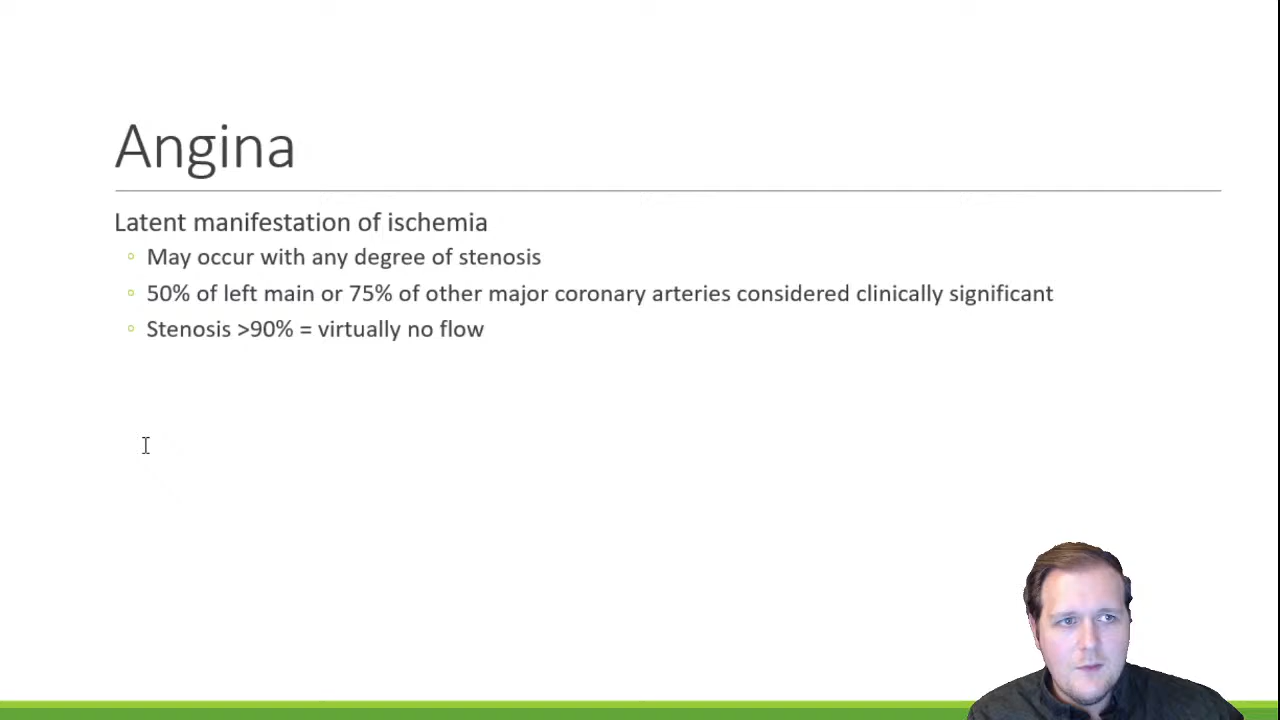 Angina
Latent manifestation of ischemia
May occur with any degree of stenosis
50% of left main or 75% of other major coronary arteries considered clinically significant
Stenosis >90% = virtually no flow